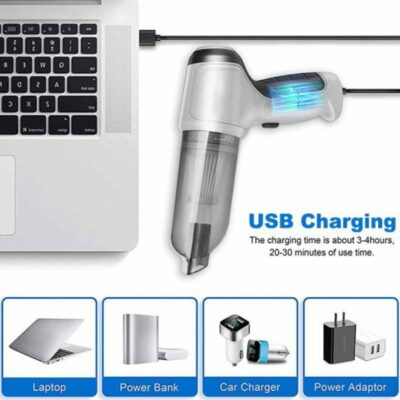 USB Charging
The charging time is about 3-4hours,
20-30 minutes of use time.
Laptop
Power Bank
Car Charger
Power Adaptor